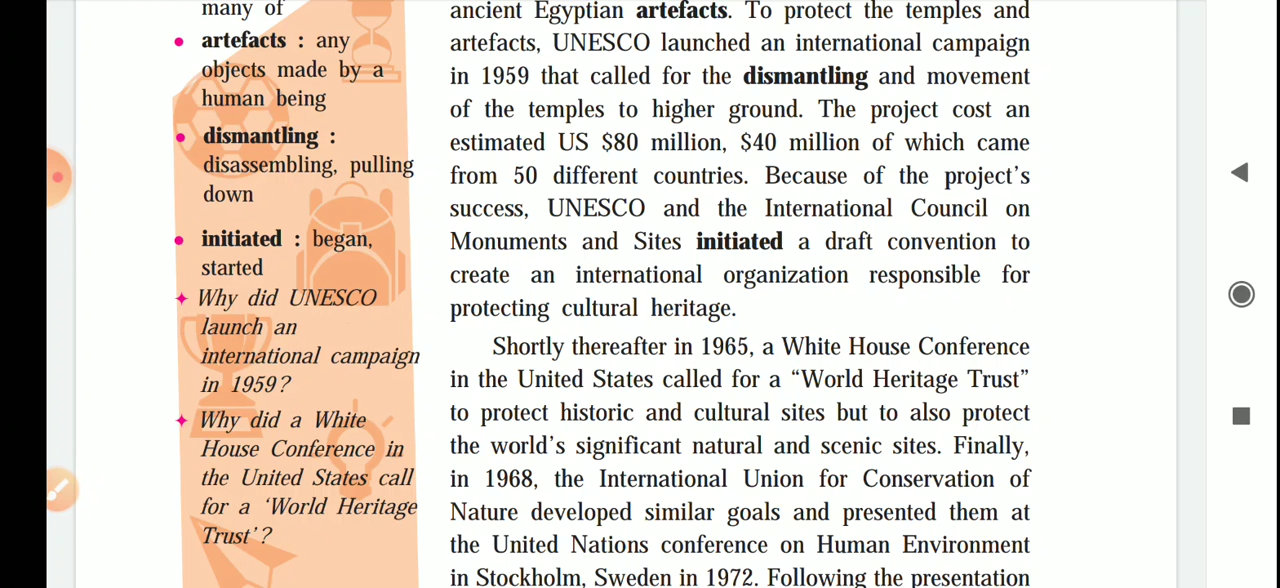 many of
• artefacts : any
objects made by a
human being
• dismantling :
disassembling, pulling
down
• initiated : began,
started
✦ Why did UNESCO
launch an
international campaign
in 1959?
✦ Why did a White
House Conference in
the United States call
for a ‘World Heritage
Trust’?
ancient Egyptian artefacts. To protect the temples and
artefacts, UNESCO launched an international campaign
in 1959 that called for the dismantling and movement
of the temples to higher ground. The project cost an
estimated US $80 million, $40 million of which came
from 50 different countries. Because of the project’s
success, UNESCO and the International Council on
Monuments and Sites initiated a draft convention to
create an international organization responsible for
protecting cultural heritage.
Shortly thereafter in 1965, a White House Conference
in the United States called for a “World Heritage Trust”
to protect historic and cultural sites but to also protect
the world’s significant natural and scenic sites. Finally,
in 1968, the International Union for Conservation of
Nature developed similar goals and presented them at
the United Nations conference on Human Environment
in Stockholm, Sweden in 1972. Following the presentation